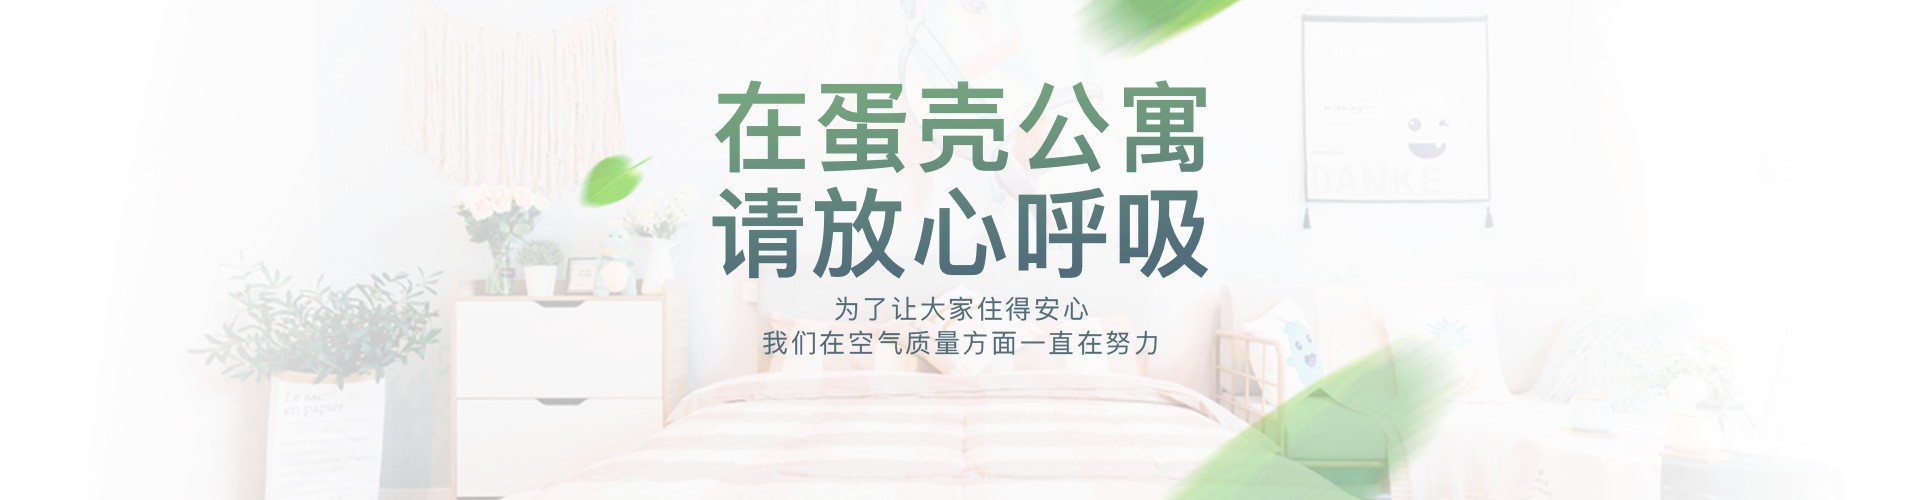 在蛋壳公寓
请放心呼吸
为了让大家住得安心
我们在空气质量方面一直在努力
DANKE
Le sac
en papier